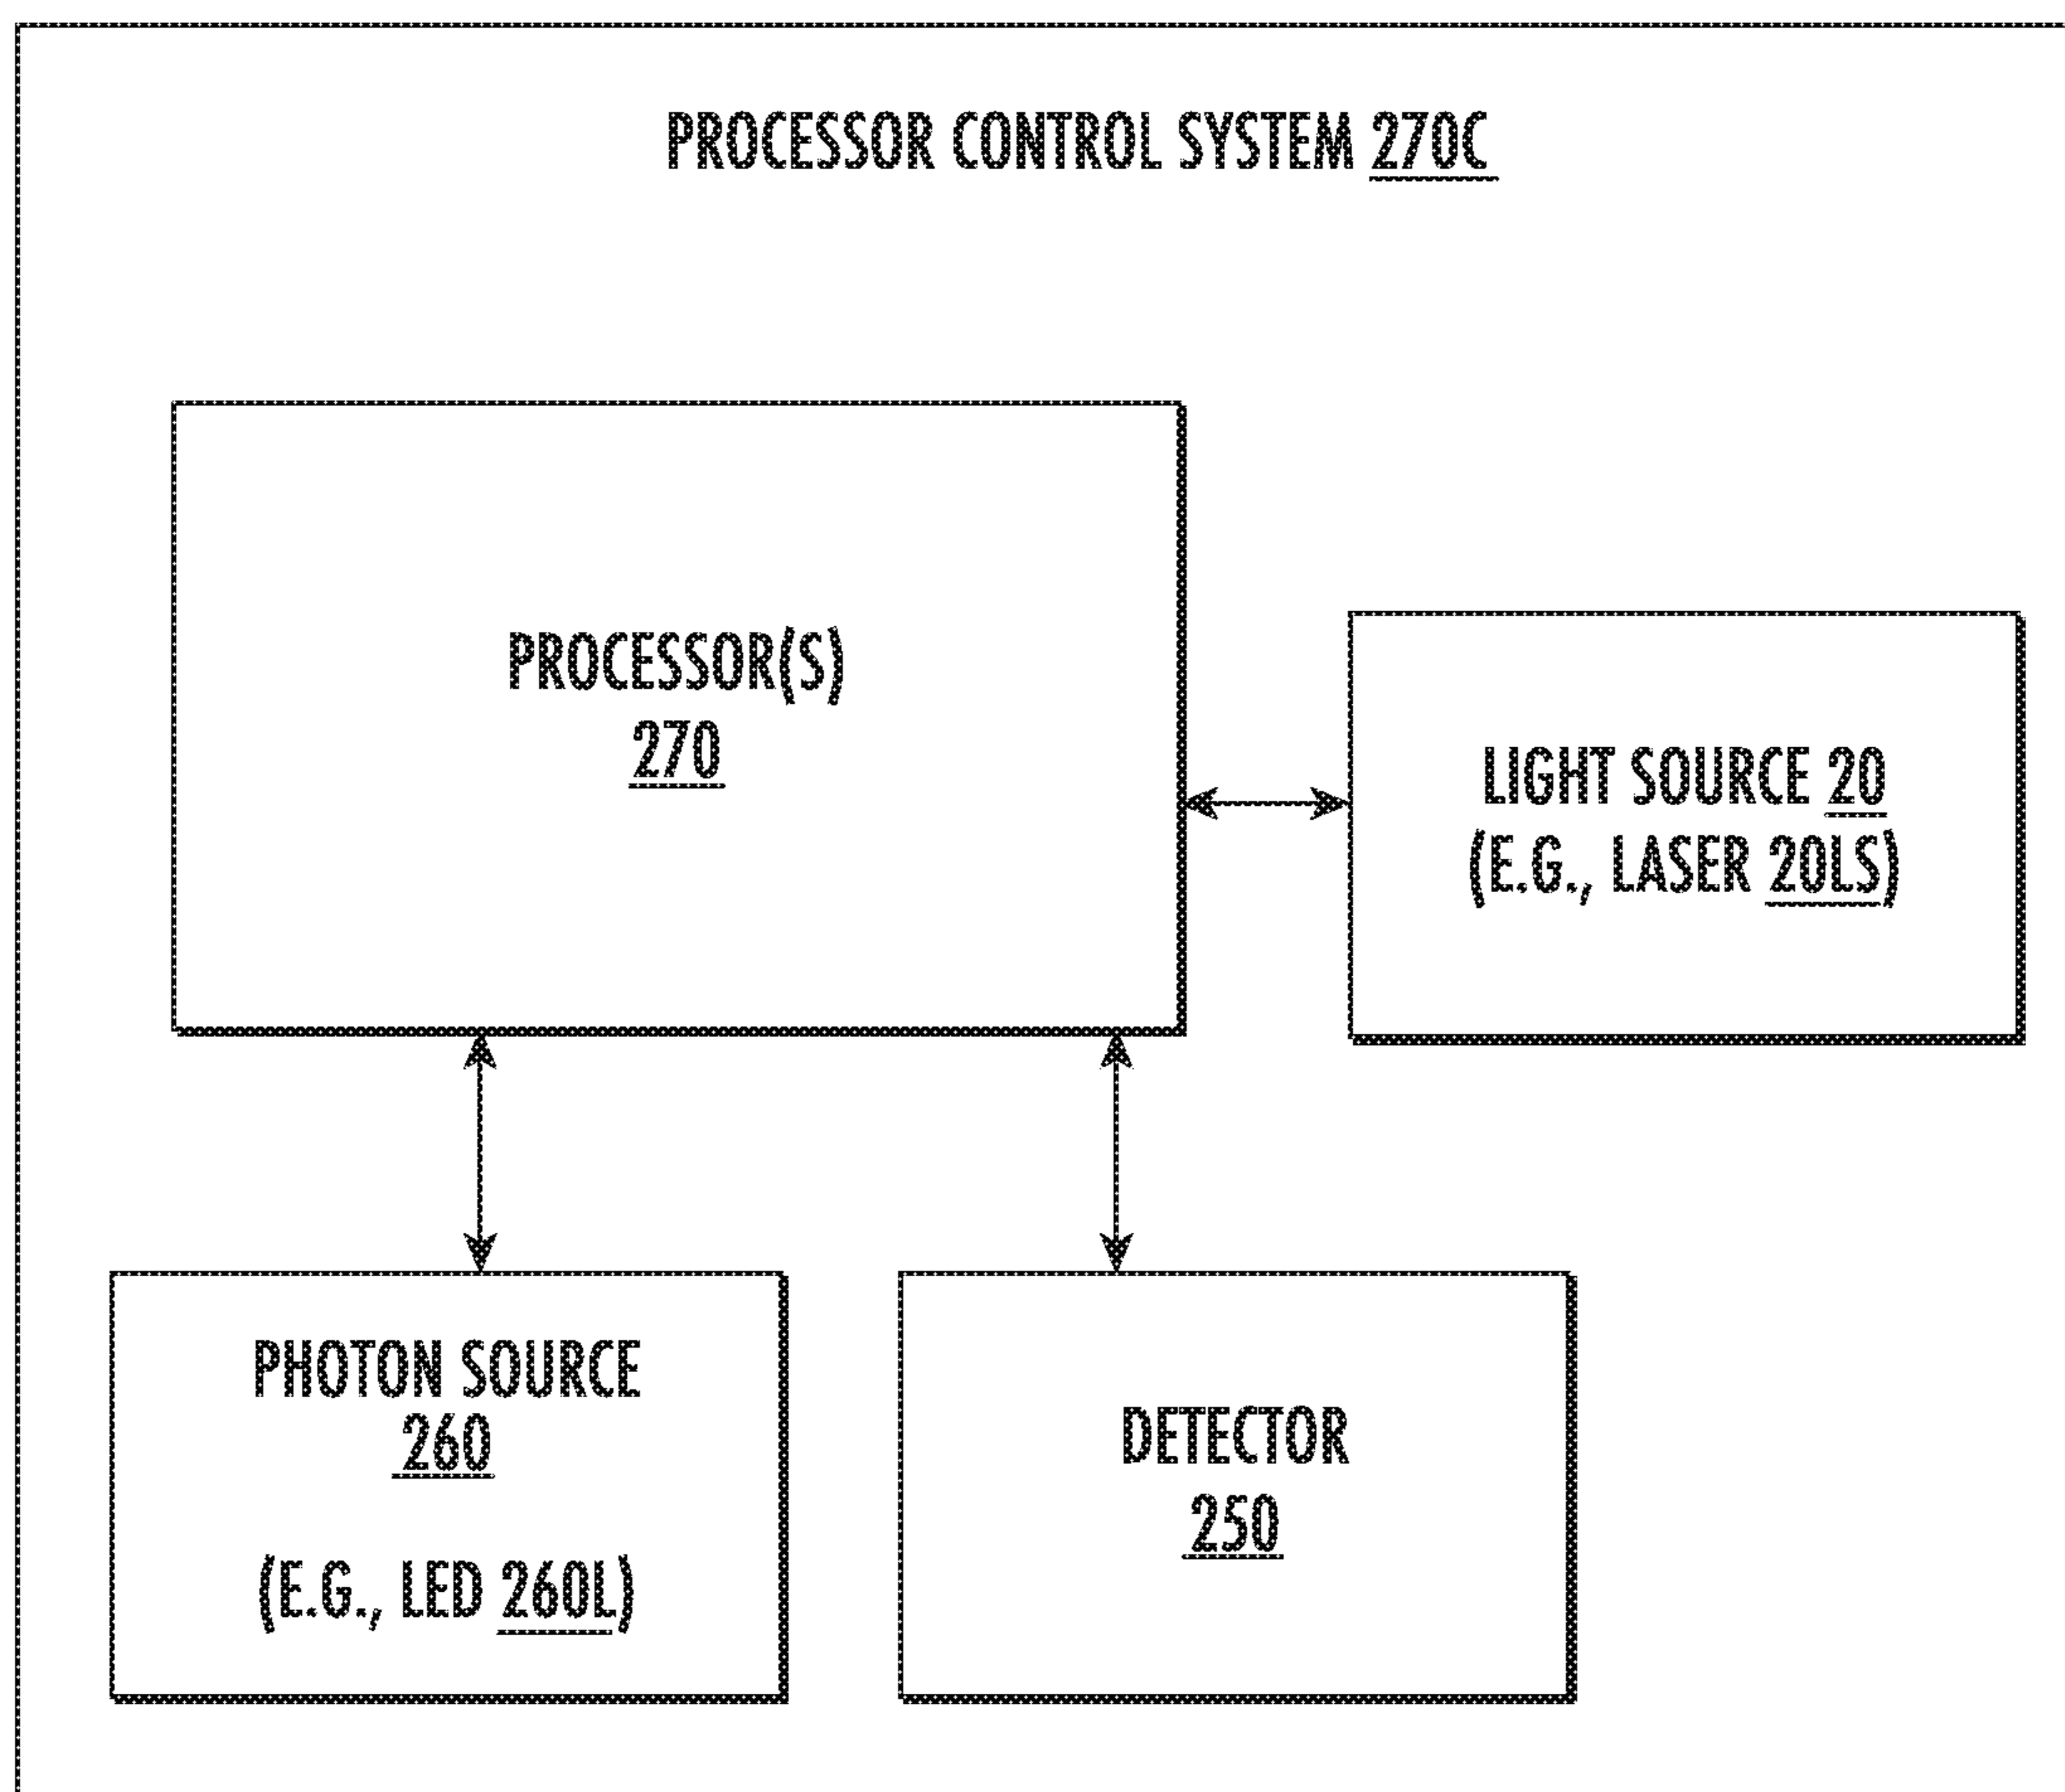 PROCESSOR CONTROL SYSTEM 270C
PROCESSOR(S)
270
LIGHT SOURCE 20
(E.G., LASER 20LS)
PHOTON SOURCE
260
(E.G., LED 260L)
DETECTOR
250